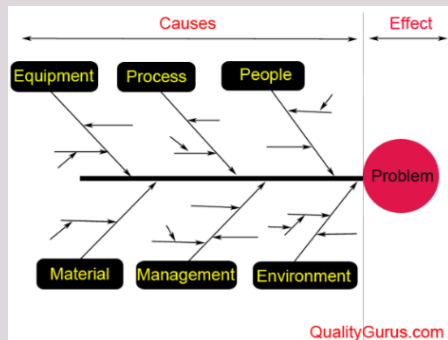 Causes
Effect
Equipment
Process
People
Problem
Material
Management
Environment
QualityGurus.com